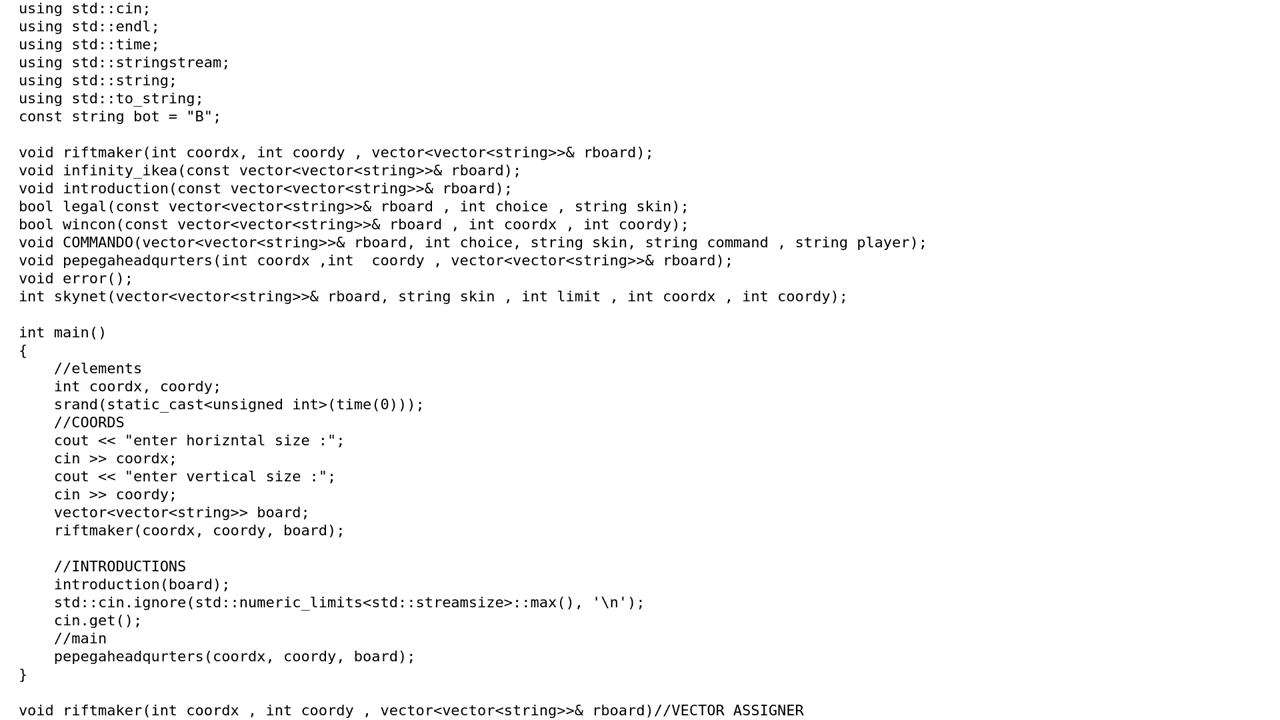 using std::cin;
using std::endl;
using std::time;
using std::stringstream;
using std::string;
using std::to_string;
const string bot = "B";

void riftmaker(int coordx, int coordy , vector<vector<string>>& rboard);
void infinity_ikea(const vector<vector<string>>& rboard);
void introduction(const vector<vector<string>>& rboard);
bool legal(const vector<vector<string>>& rboard , int choice , string skin);
bool wincon(const vector<vector<string>>& rboard , int coordx , int coordy);
void COMMANDO(vector<vector<string>>& rboard, int choice, string skin, string command , string player);
void pepegaheadqurters(int coordx ,int  coordy , vector<vector<string>>& rboard);
void error();
int skynet(vector<vector<string>>& rboard, string skin , int limit , int coordx , int coordy);

int main()
{
    //elements
    int coordx, coordy;
    srand(static_cast<unsigned int>(time(0)));
    //COORDS
    cout << "enter horizntal size :";
    cin >> coordx;
    cout << "enter vertical size :";
    cin >> coordy;
    vector<vector<string>> board;
    riftmaker(coordx, coordy, board);

    //INTRODUCTIONS
    introduction(board);
    std::cin.ignore(std::numeric_limits<std::streamsize>::max(), '\n');
    cin.get();
    //main
    pepegaheadqurters(coordx, coordy, board);
}

void riftmaker(int coordx , int coordy , vector<vector<string>>& rboard)//VECTOR ASSIGNER